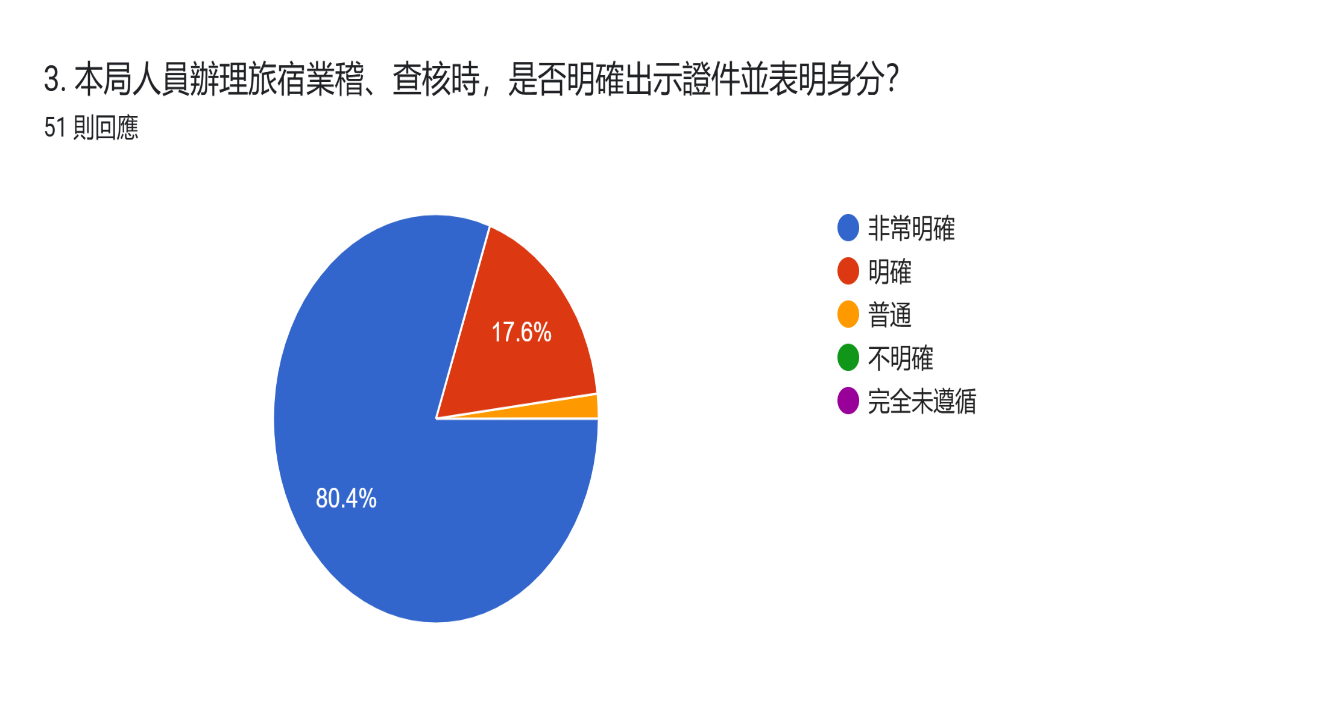 3. 本局人員辦理旅宿業稽、查核時，是否明確出示證件並表明身分?
51 則回應
非常明確
明確
普通
不明確
完全未遵循
17.6%
80.4%